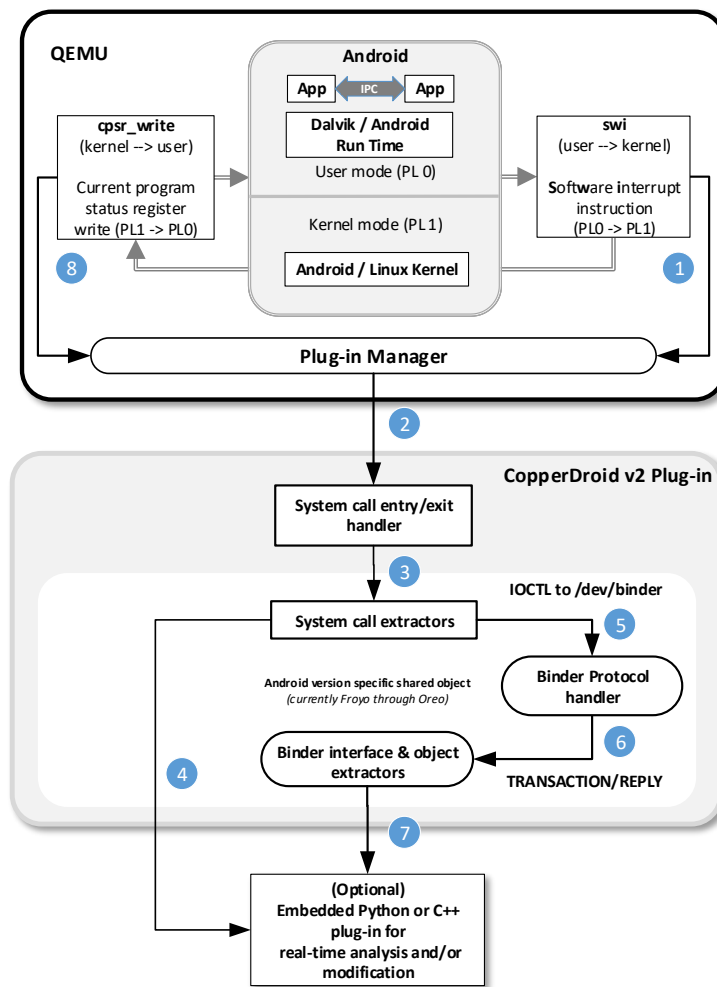 QEMU
Android
App
IPC
App
Dalvik / Android
Run Time
User mode (PL 0)
Kernel mode (PL 1)
Android / Linux Kernel
cpsr_write
(kernel --> user)
Current program
status register
write (PL1 -> PL0)
swi
(user --> kernel)
Software interrupt
instruction
(PL0 -> PL1)
8
1
Plug-in Manager
2
CopperDroid v2 Plug-in
System call entry/exit
handler
3
IOCTL to /dev/binder
System call extractors
5
Android version specific shared object
(currently Froyo through Oreo)
Binder Protocol
handler
6
4
Binder interface & object
extractors
TRANSACTION/REPLY
7
(Optional)
Embedded Python or C++
plug-in for
real-time analysis and/or
modification